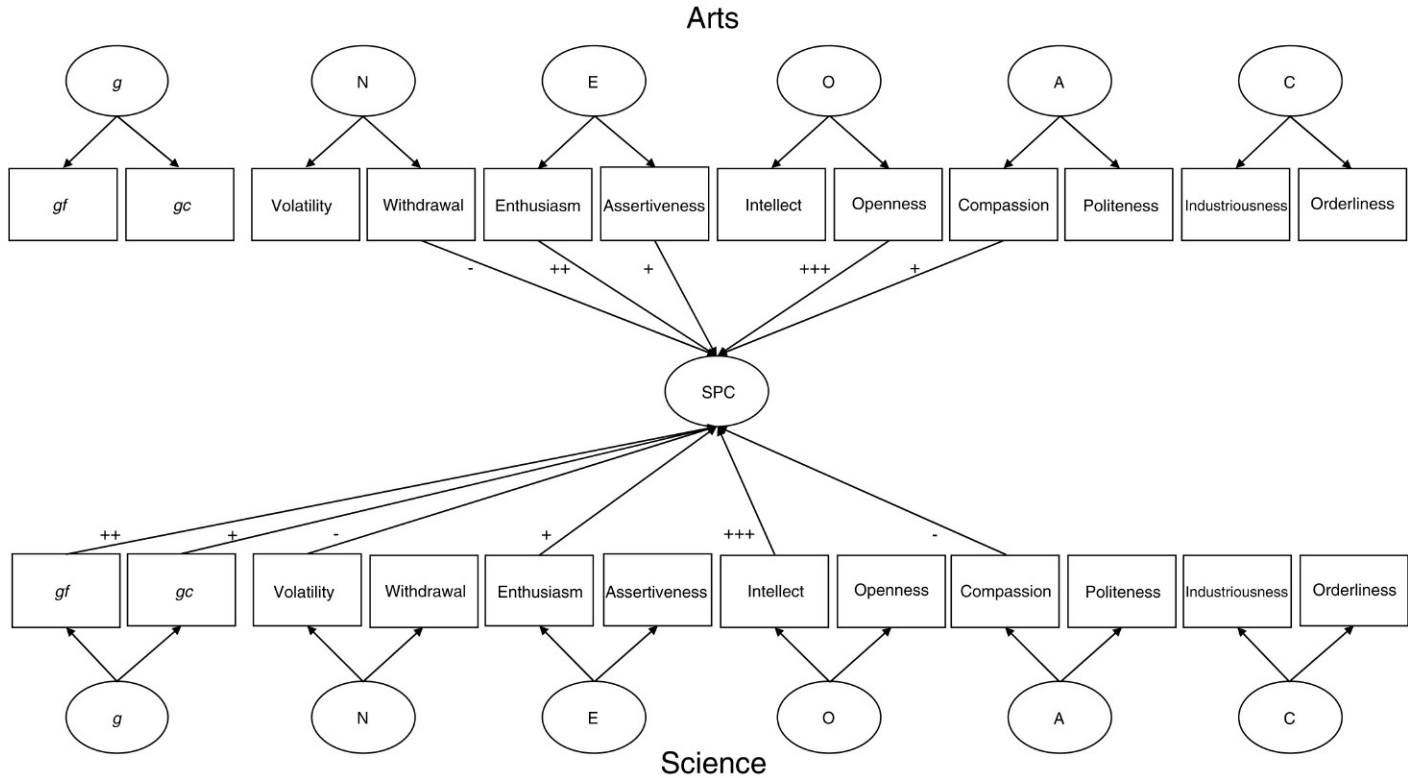 Arts
g N E O A C
gf gc Volatility Withdrawal Enthusiasm Assertiveness Intellect Openness Compassion Politeness Industriousness Orderliness
- ++ + +++ +
SPC
++ + - + +++ -
gf gc Volatility Withdrawal Enthusiasm Assertiveness Intellect Openness Compassion Politeness Industriousness Orderliness
g N E O A C
Science